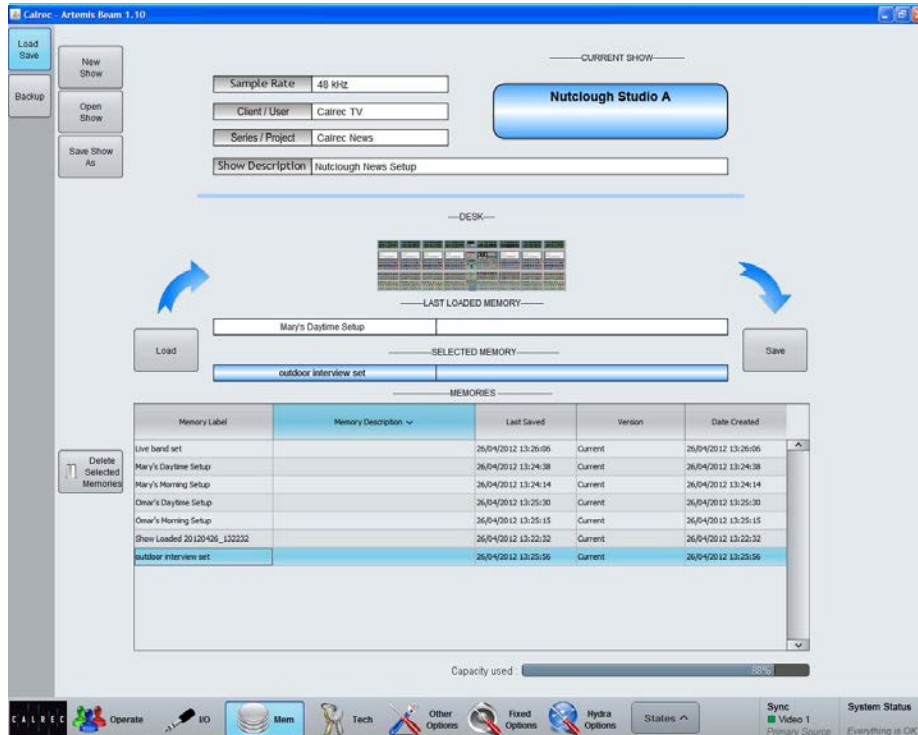 Calrec - Artemis Beam 1.10
Load Save
Backup
New Show
Open Show
Save Show As
CURRENT SHOW
Nutclough Studio A
Sample Rate 48 kHz
Client / User Calrec TV
Series / Project Calrec News
Show Description Nutclough News Setup
DESK
LAST LOADED MEMORY
Mary's Daytime Setup
Load
Save
SELECTED MEMORY
outdoor interview set
MEMORIES
Memory Label Memory Description Last Saved Version Date Created
Live band set 26/04/2012 13:26:06 Current 26/04/2012 13:26:06
Mary's Daytime Setup 26/04/2012 13:24:38 Current 26/04/2012 13:24:38
Mary's Morning Setup 26/04/2012 13:24:14 Current 26/04/2012 13:24:14
Omar's Daytime Setup 26/04/2012 13:25:30 Current 26/04/2012 13:25:30
Omar's Morning Setup 26/04/2012 13:25:15 Current 26/04/2012 13:25:15
Show Loaded 20120426_132232 26/04/2012 13:22:32 Current 26/04/2012 13:22:32
outdoor interview set 26/04/2012 13:25:56 Current 26/04/2012 13:25:56
Delete Selected Memories
Capacity used : 88%
CALREC Operate I/O Mem Tech Other Options Fixed Options Hydra Options States
Sync
Video 1
Primary Source
System Status
Everything is OK